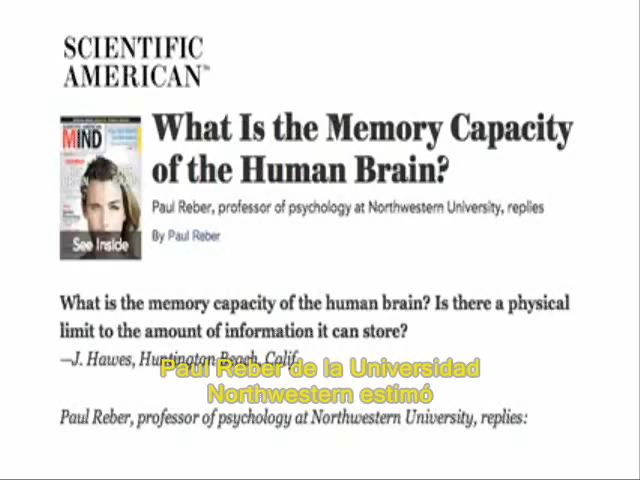 SCIENTIFIC
AMERICAN™
MIND
See Inside
What Is the Memory Capacity
of the Human Brain?
Paul Reber, professor of psychology at Northwestern University, replies
By Paul Reber
What is the memory capacity of the human brain? Is there a physical
limit to the amount of information it can store?
—J. Hawes, Huntington Beach, Calif.
Paul Reber de la Universidad
Northwestern estimó
Paul Reber, professor of psychology at Northwestern University, replies: